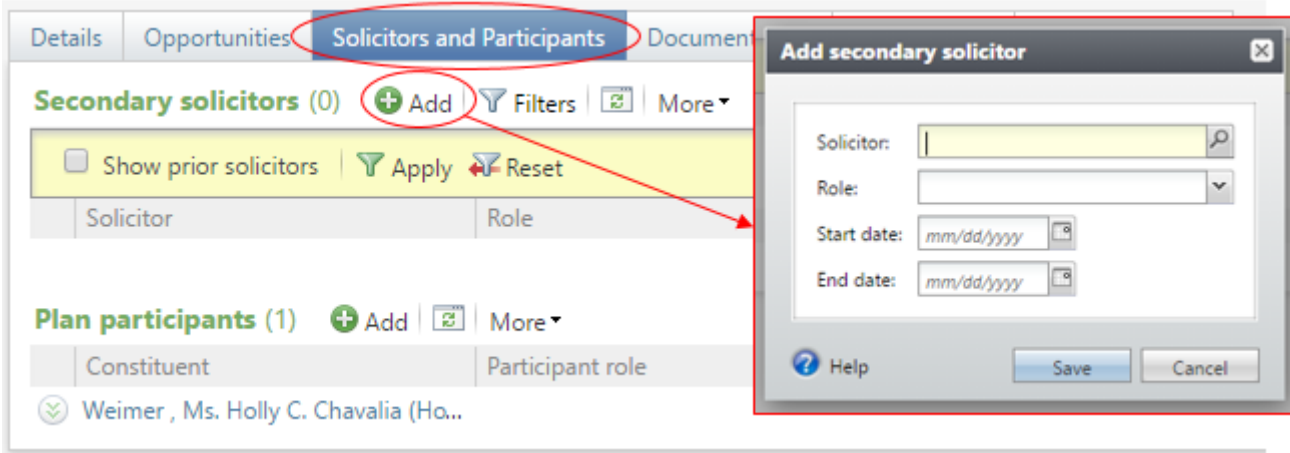 Details Opportunities Solicitors and Participants Document
Secondary solicitors (0) Add Filters More
Show prior solicitors Apply Reset
Solicitor Role
Plan participants (1) Add More
Constituent Participant role
Weimer , Ms. Holly C. Chavalia (Ho...
Add secondary solicitor
Solicitor:
Role:
Start date: mm/dd/yyyy
End date: mm/dd/yyyy
Help Save Cancel